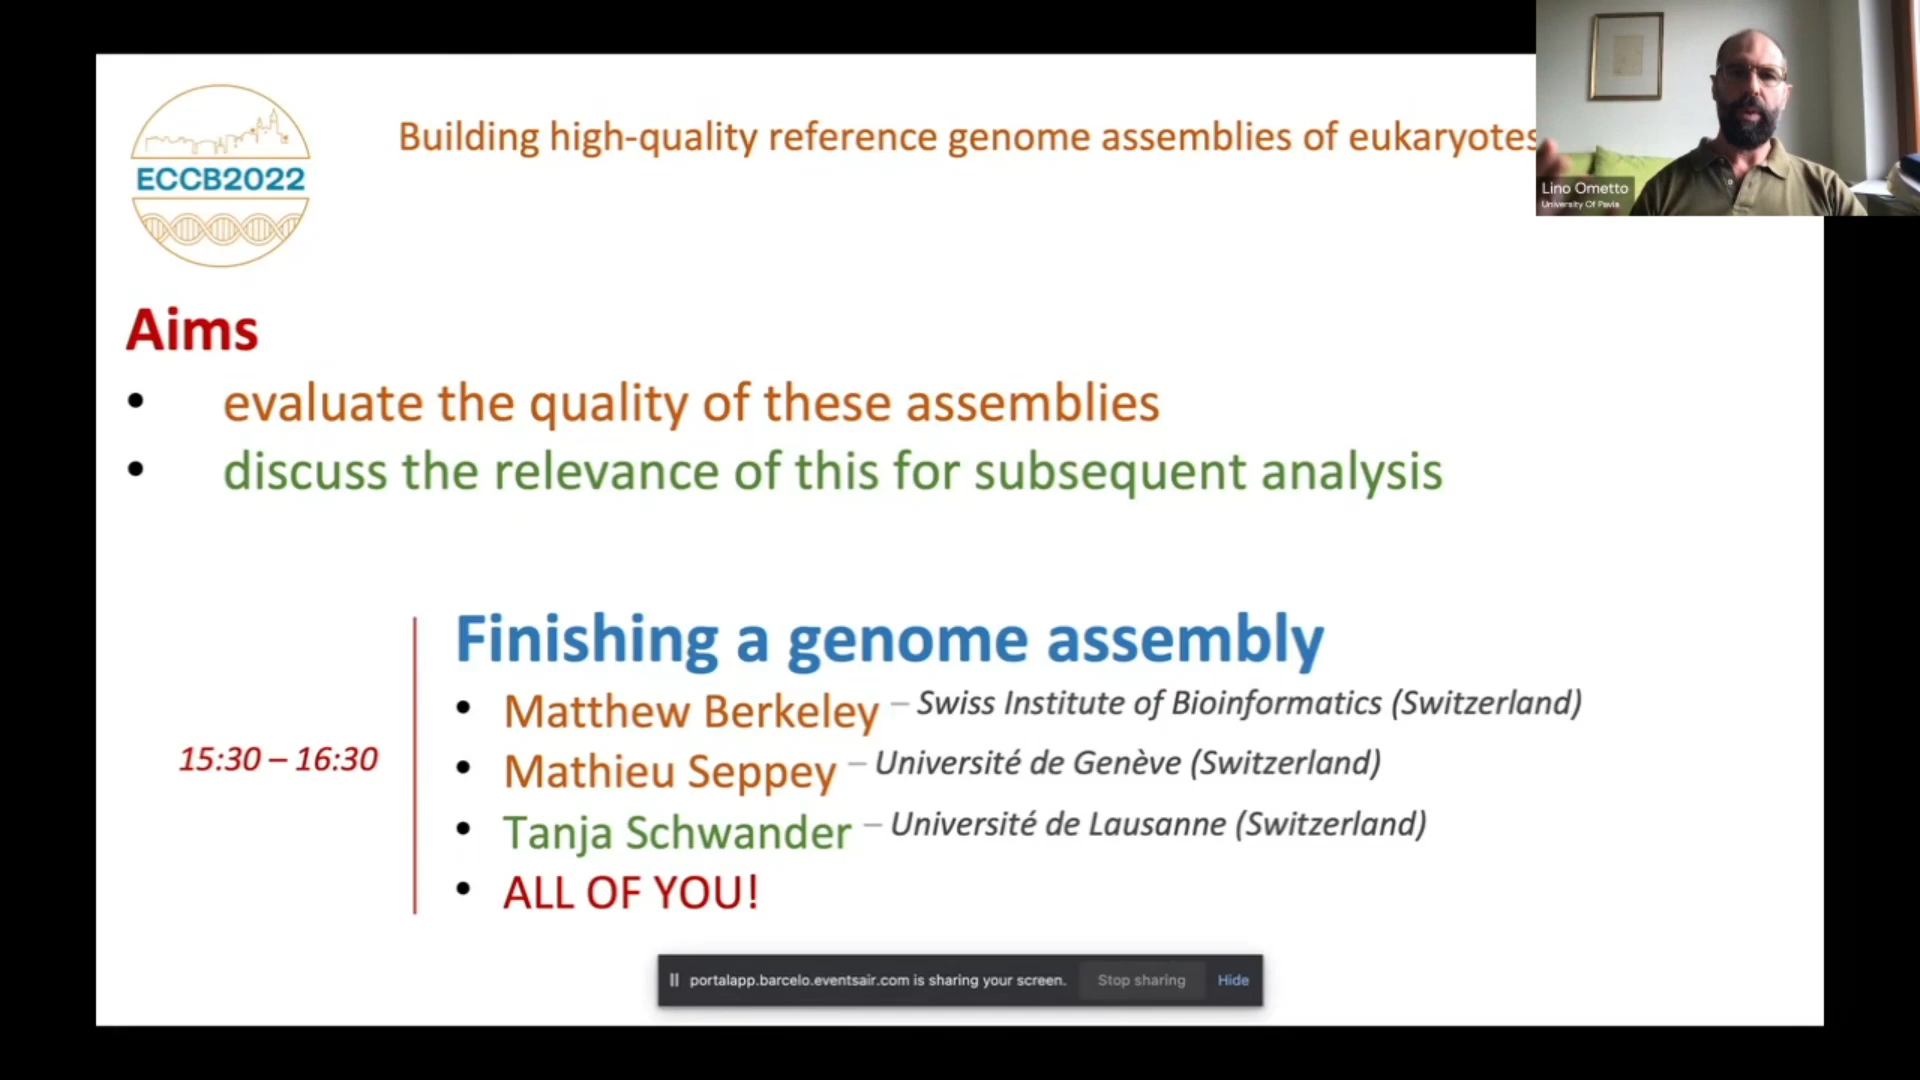 ECCB2022
Building high-quality reference genome assemblies of eukaryotes
Lino Ometto
University Of Pavia
Aims
• evaluate the quality of these assemblies
• discuss the relevance of this for subsequent analysis
Finishing a genome assembly
• Matthew Berkeley – Swiss Institute of Bioinformatics (Switzerland)
15:30 – 16:30
• Mathieu Seppey – Université de Genève (Switzerland)
• Tanja Schwander – Université de Lausanne (Switzerland)
• ALL OF YOU!
portalapp.barcelo.eventsair.com is sharing your screen. Stop sharing Hide